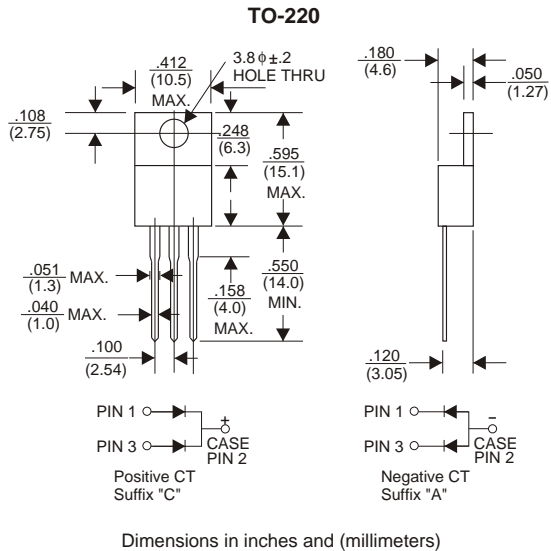 TO-220
.412
(10.5)
MAX.
3.8ϕ±.2
HOLE THRU
.180
(4.6)
.050
(1.27)
.108
(2.75)
.248
(6.3)
.595
(15.1)
MAX.
.051
(1.3)
MAX.
.550
(14.0)
MIN.
.158
(4.0)
MAX.
.040
(1.0)
MAX.
.100
(2.54)
.120
(3.05)
PIN 1
+
PIN 3
CASE
PIN 2
Positive CT
Suffix "C"
PIN 1
–
PIN 3
CASE
PIN 2
Negative CT
Suffix "A"
Dimensions in inches and (millimeters)